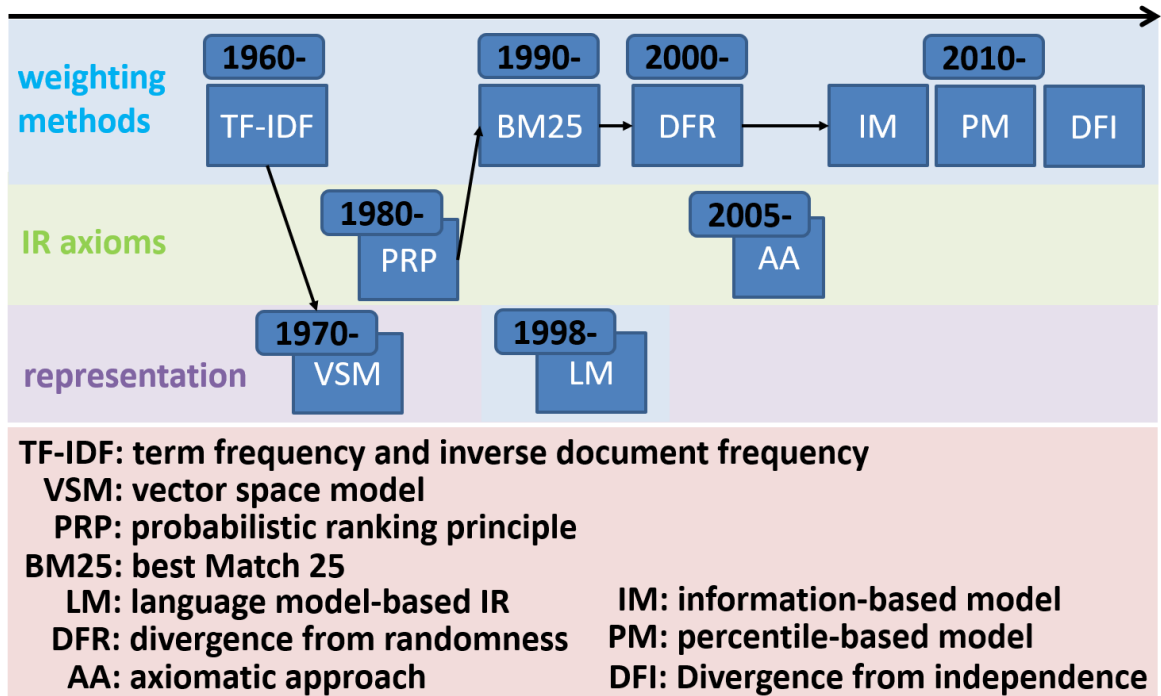 weighting
methods
1960-
TF-IDF
1990-
BM25
2000-
DFR
2010-
IM
PM
DFI
IR axioms
1980-
PRP
2005-
AA
representation
1970-
VSM
1998-
LM
TF-IDF: term frequency and inverse document frequency
VSM: vector space model
PRP: probabilistic ranking principle
BM25: best Match 25
LM: language model-based IR
DFR: divergence from randomness
AA: axiomatic approach
IM: information-based model
PM: percentile-based model
DFI: Divergence from independence